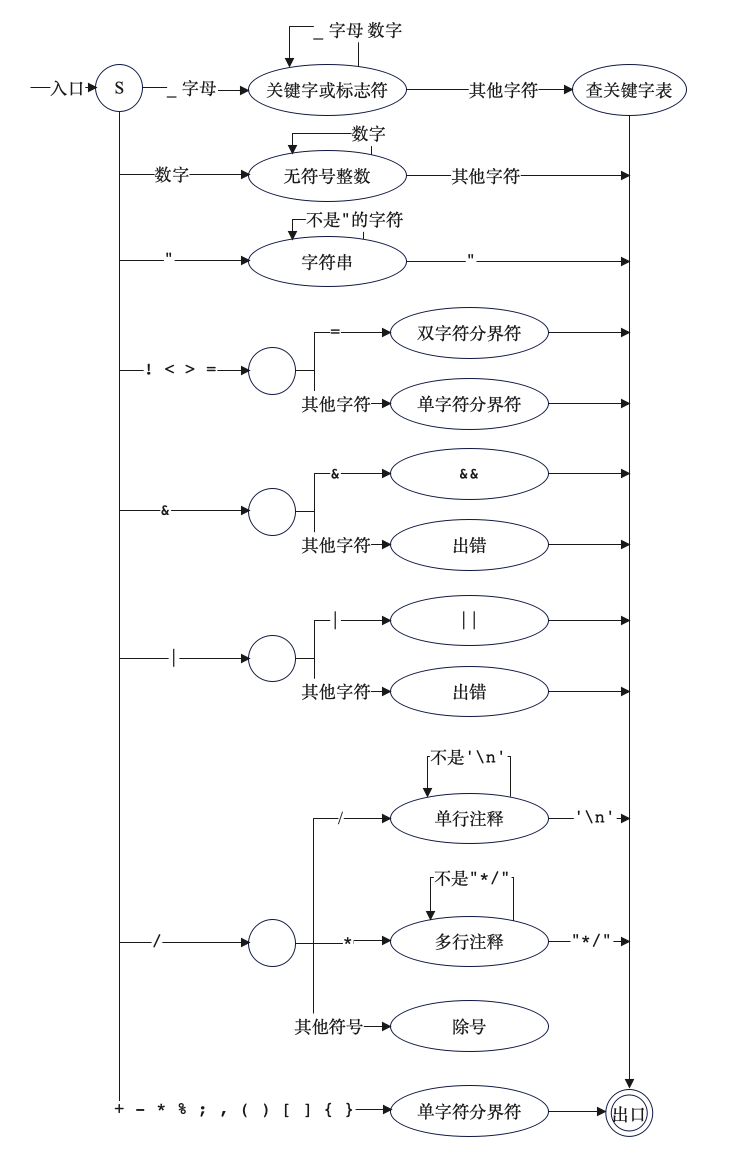 _ 字母 数字
入口 S _ 字母 关键字或标志符 其他字符 查关键字表
数字
数字 无符号整数 其他字符
不是"的字符
" 字符串 "
= 双字符分界符
! < > =
其他字符 单字符分界符
& &&
&
其他字符 出错
| ||
|
其他字符 出错
不是'\n'
/ 单行注释 '\n'
不是"*/"
/ * 多行注释 "*/"
其他符号 除号
+ - * % ; , ( ) [ ] { } 单字符分界符 出口